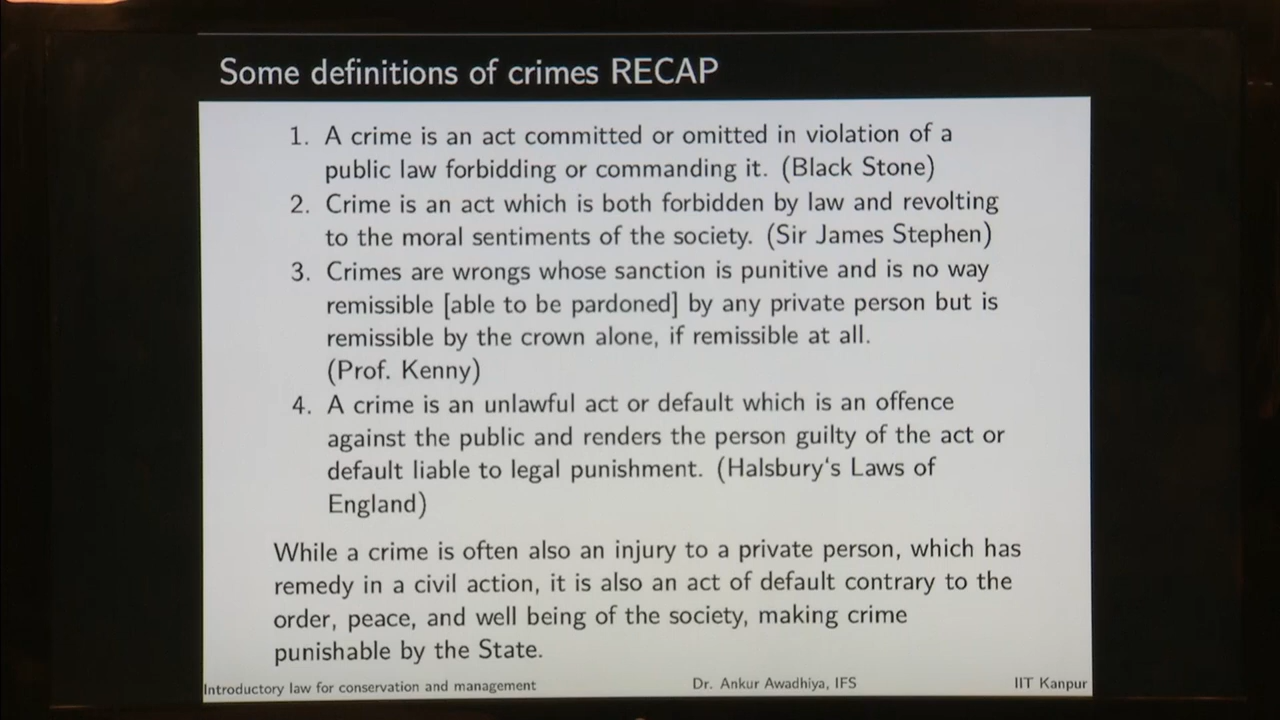 Some definitions of crimes RECAP
1. A crime is an act committed or omitted in violation of a
public law forbidding or commanding it. (Black Stone)
2. Crime is an act which is both forbidden by law and revolting
to the moral sentiments of the society. (Sir James Stephen)
3. Crimes are wrongs whose sanction is punitive and is no way
remissible [able to be pardoned] by any private person but is
remissible by the crown alone, if remissible at all.
(Prof. Kenny)
4. A crime is an unlawful act or default which is an offence
against the public and renders the person guilty of the act or
default liable to legal punishment. (Halsbury‘s Laws of
England)
While a crime is often also an injury to a private person, which has
remedy in a civil action, it is also an act of default contrary to the
order, peace, and well being of the society, making crime
punishable by the State.
Introductory law for conservation and management Dr. Ankur Awadhiya, IFS IIT Kanpur